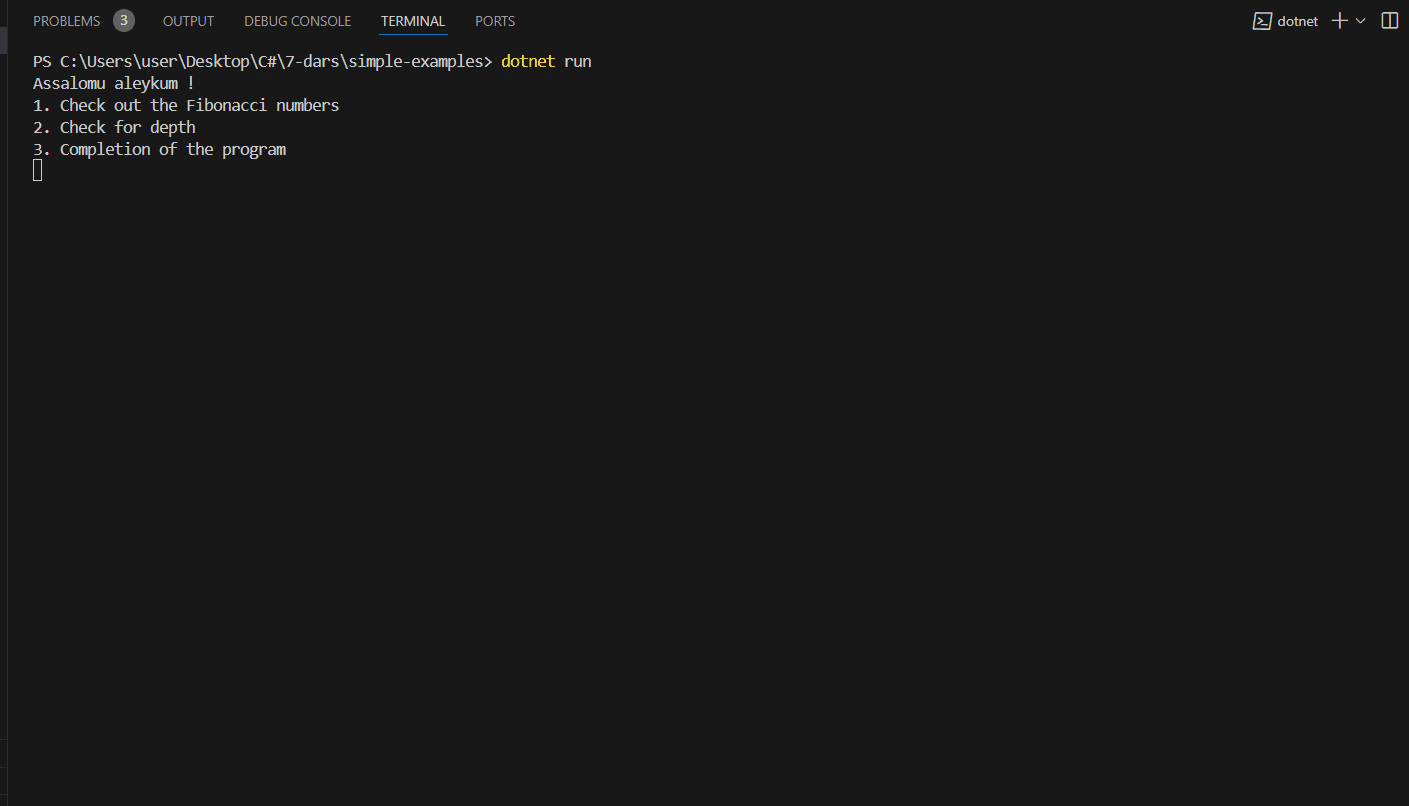 PROBLEMS 3 OUTPUT DEBUG CONSOLE TERMINAL PORTS dotnet
PS C:\Users\user\Desktop\C#\7-dars\simple-examples> dotnet run
Assalomu aleykum !
1. Check out the Fibonacci numbers
2. Check for depth
3. Completion of the program